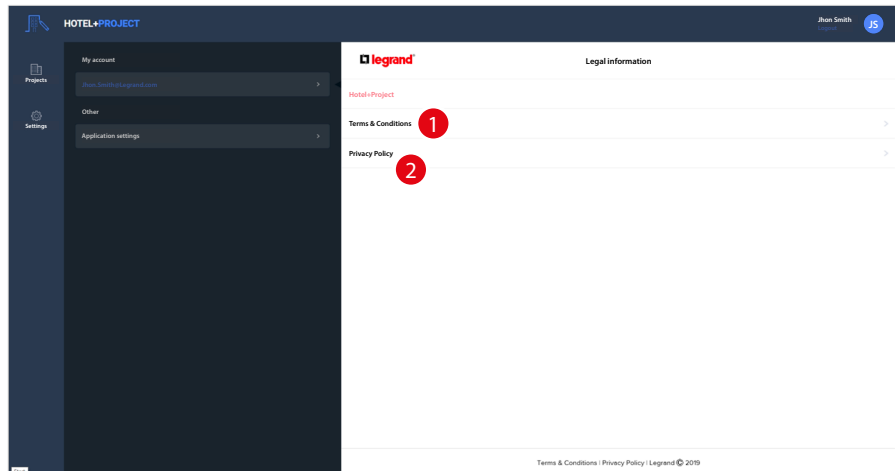 HOTEL+PROJECT
Jhon Smith
Logout
JS
Projects
Settings
My account
Jhon.Smith@Legrand.com
Other
Application settings
legrand®
Legal information
Hotel+Project
Terms & Conditions
1
Privacy Policy
2
Terms & Conditions | Privacy Policy | Legrand © 2019